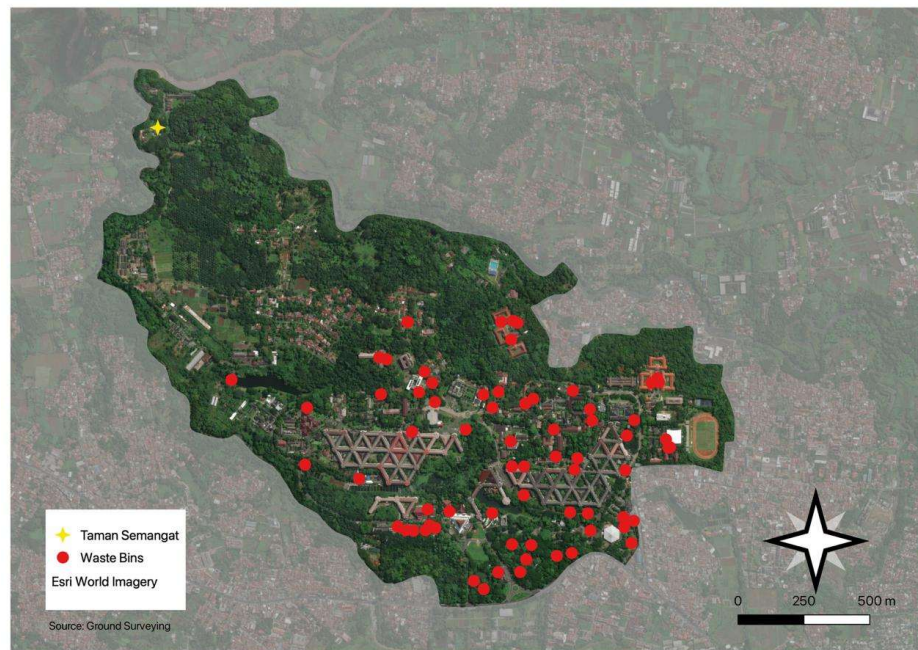 Taman Semangat
Waste Bins
Esri World Imagery
Source: Ground Surveying
0 250 500 m